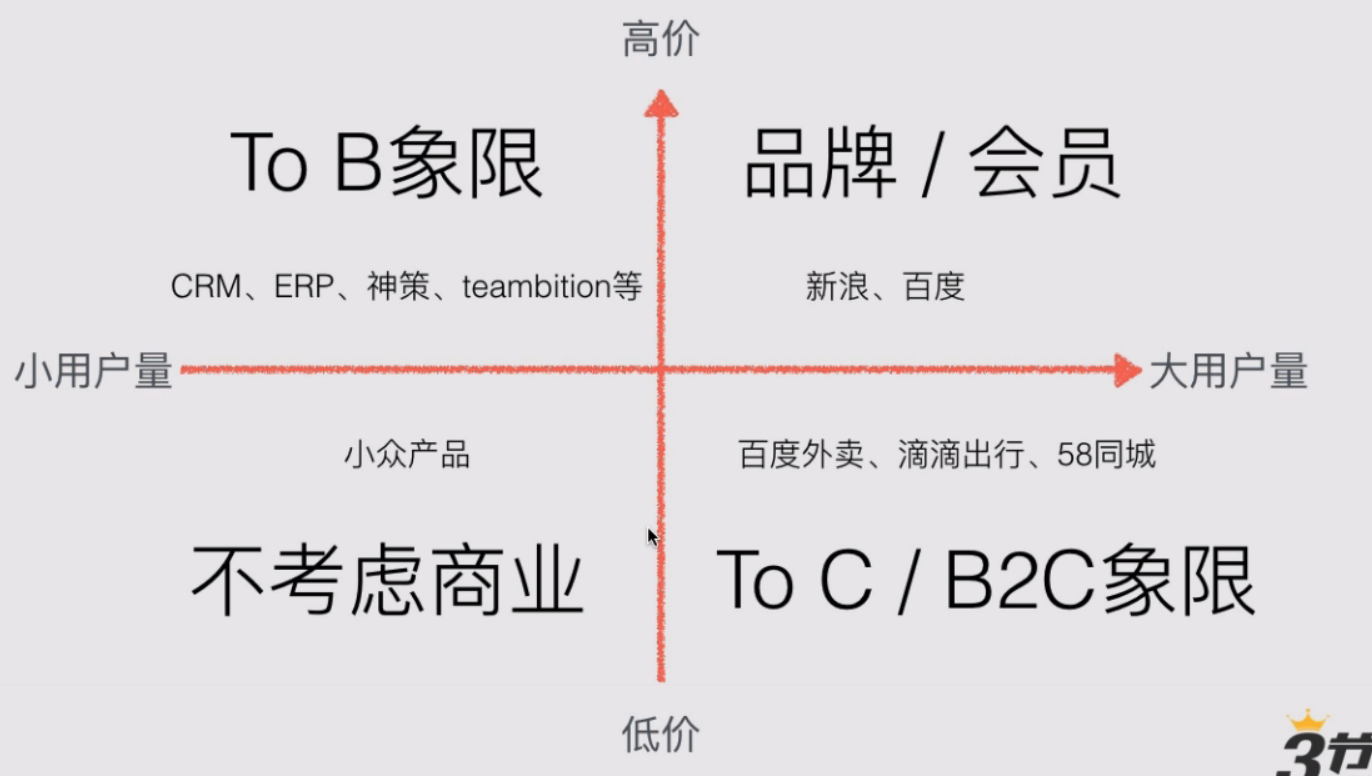 高价
To B象限
品牌 / 会员
CRM、ERP、神策、teambition等
新浪、百度
小用户量
大用户量
小众产品
百度外卖、滴滴出行、58同城
不考虑商业
To C / B2C象限
低价
3节